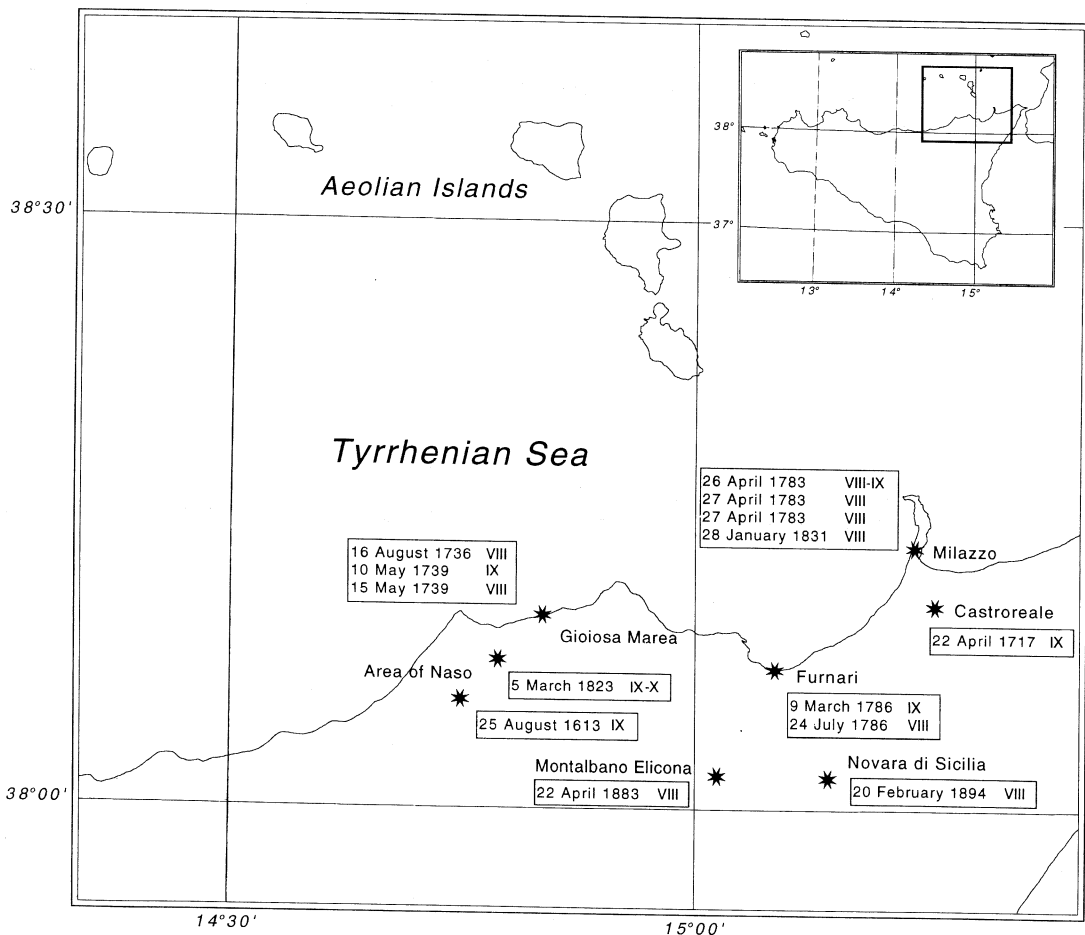 38°
37°
13°
14°
15°
Aeolian Islands
38°30'
Tyrrhenian Sea
26 April 1783 VIII-IX
27 April 1783 VIII
27 April 1783 VIII
28 January 1831 VIII
Milazzo
16 August 1736 VIII
10 May 1739 IX
15 May 1739 VIII
Castroreale
22 April 1717 IX
Gioiosa Marea
Area of Naso
5 March 1823 IX-X
25 August 1613 IX
Furnari
9 March 1786 IX
24 July 1786 VIII
Montalbano Elicona
22 April 1883 VIII
Novara di Sicilia
20 February 1894 VIII
38°00'
14°30'
15°00'